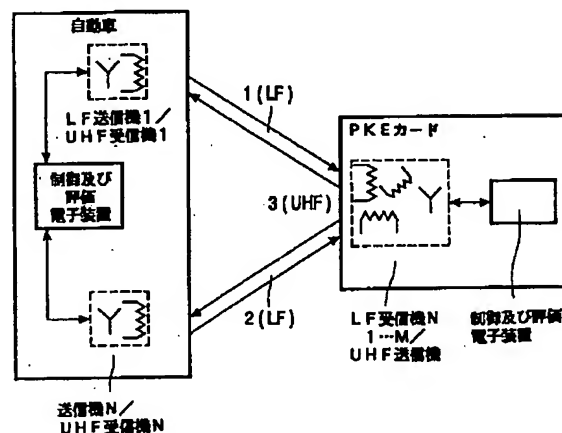 自動車
LF送信機1/
UHF受信機1
制御及び
評価
電子装置
送信機N/
UHF受信機N
1(LF)
3(UHF)
2(LF)
PKEカード
LF受信機N
1…M/
UHF送信機
制御及び評価
電子装置